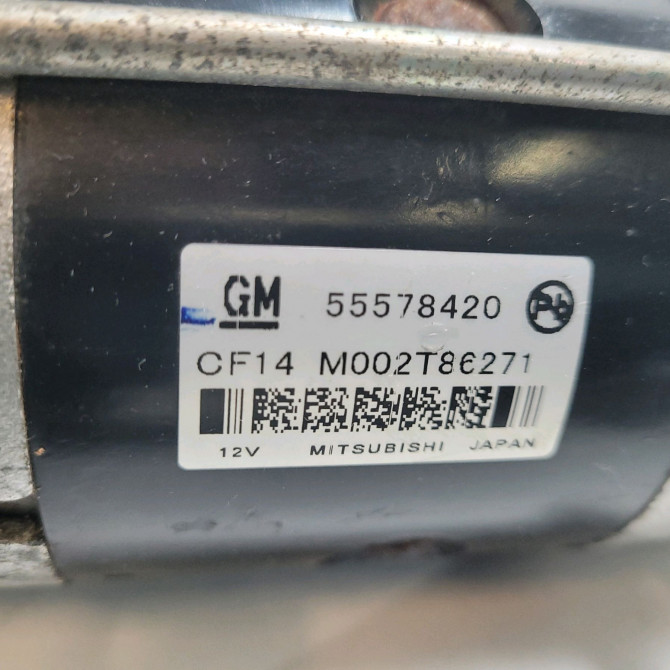 GM 55578420 Pb
CF14 M002T86271
12V MITSUBISHI JAPAN